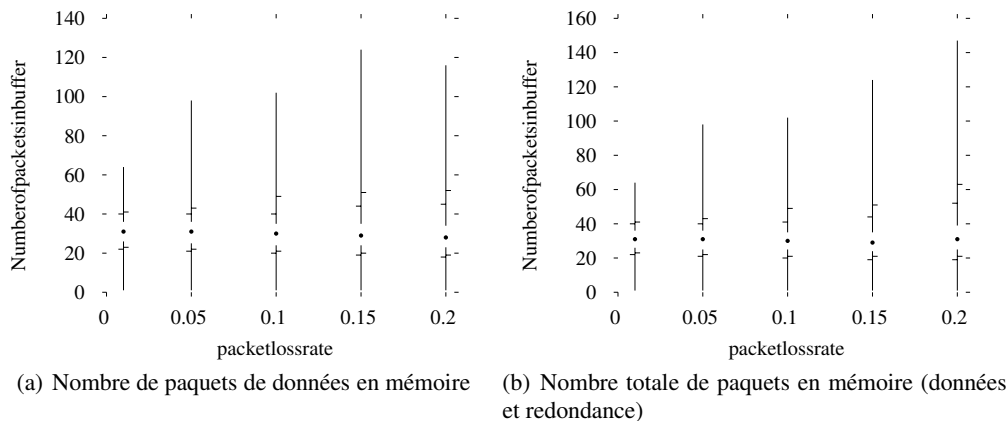 140
120
100
80
60
40
20
0
Numberofpacketsinbuffer
0 0.05 0.1 0.15 0.2
packetlossrate
(a) Nombre de paquets de données en mémoire
160
140
120
100
80
60
40
20
0
Numberofpacketsinbuffer
0 0.05 0.1 0.15 0.2
packetlossrate
(b) Nombre totale de paquets en mémoire (données
et redondance)